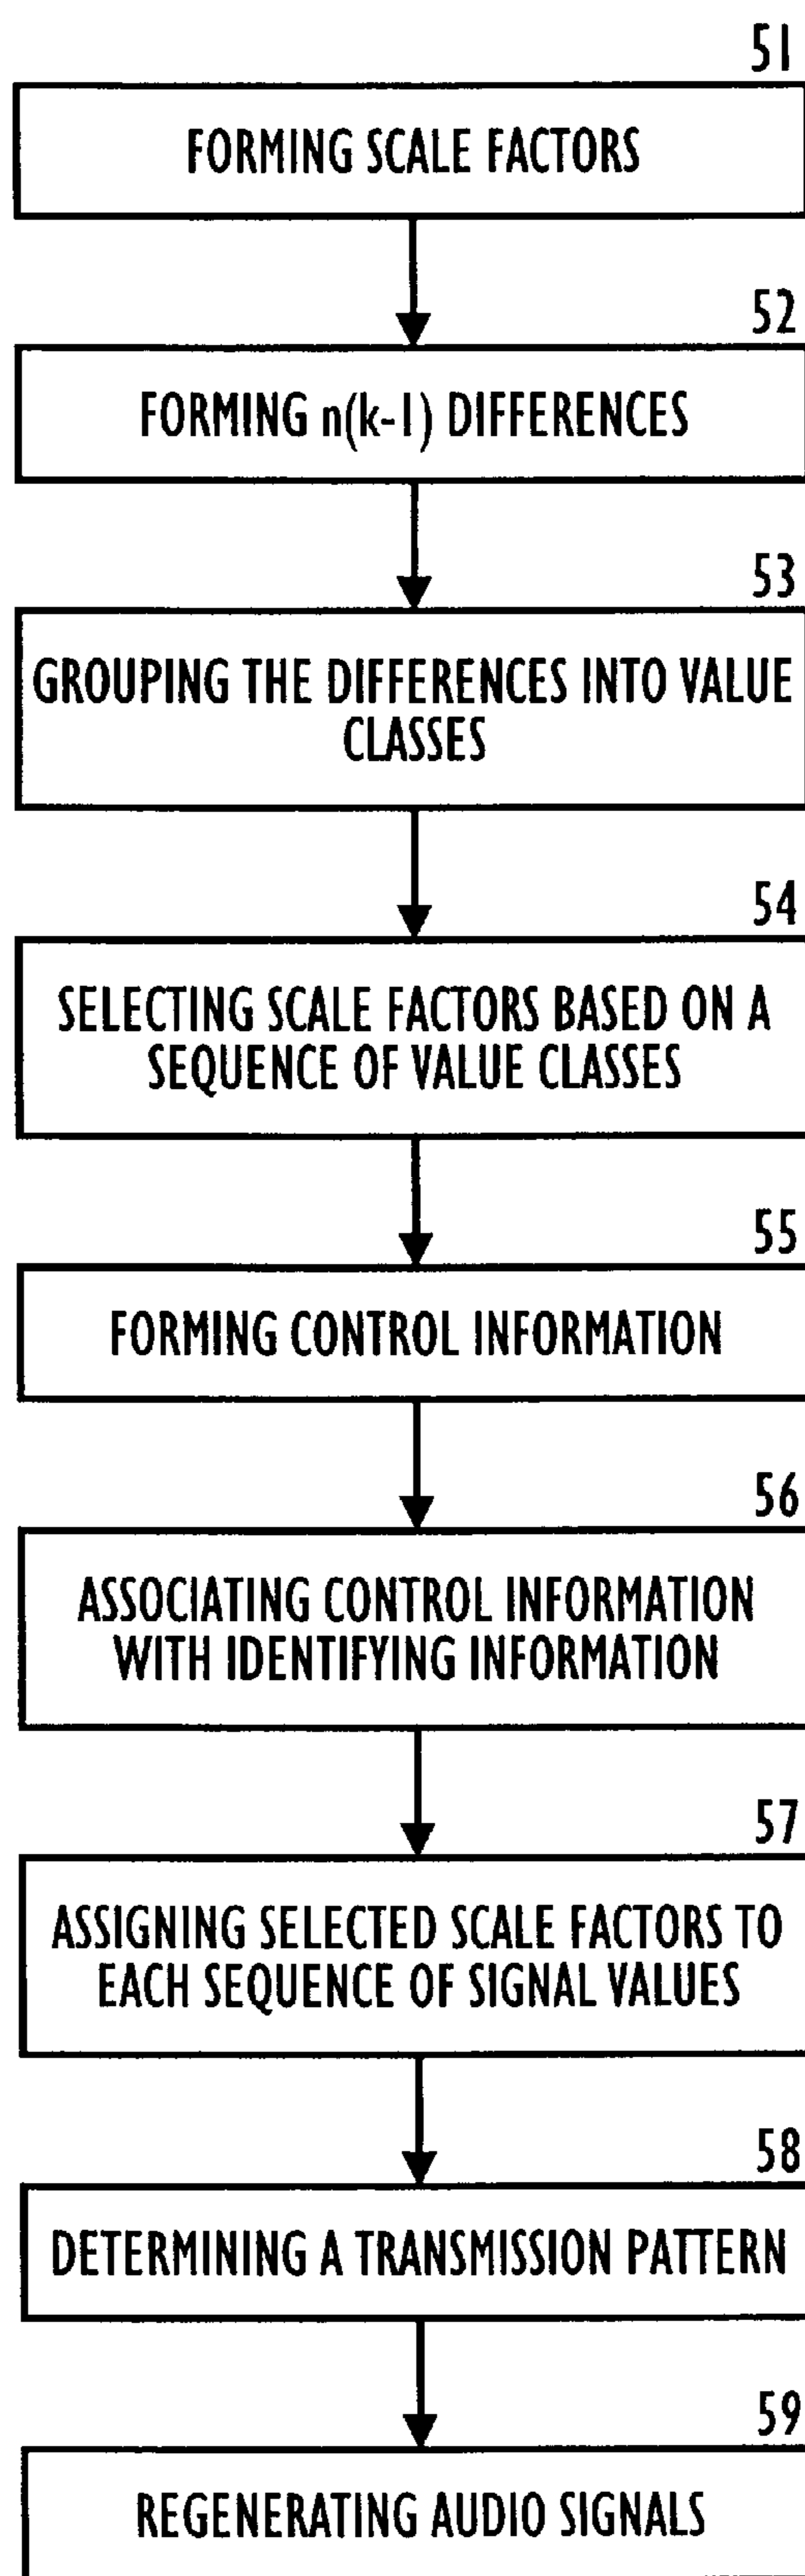 51
FORMING SCALE FACTORS
52
FORMING n(k-1) DIFFERENCES
53
GROUPING THE DIFFERENCES INTO VALUE
CLASSES
54
SELECTING SCALE FACTORS BASED ON A
SEQUENCE OF VALUE CLASSES
55
FORMING CONTROL INFORMATION
56
ASSOCIATING CONTROL INFORMATION
WITH IDENTIFYING INFORMATION
57
ASSIGNING SELECTED SCALE FACTORS TO
EACH SEQUENCE OF SIGNAL VALUES
58
DETERMINING A TRANSMISSION PATTERN
59
REGENERATING AUDIO SIGNALS